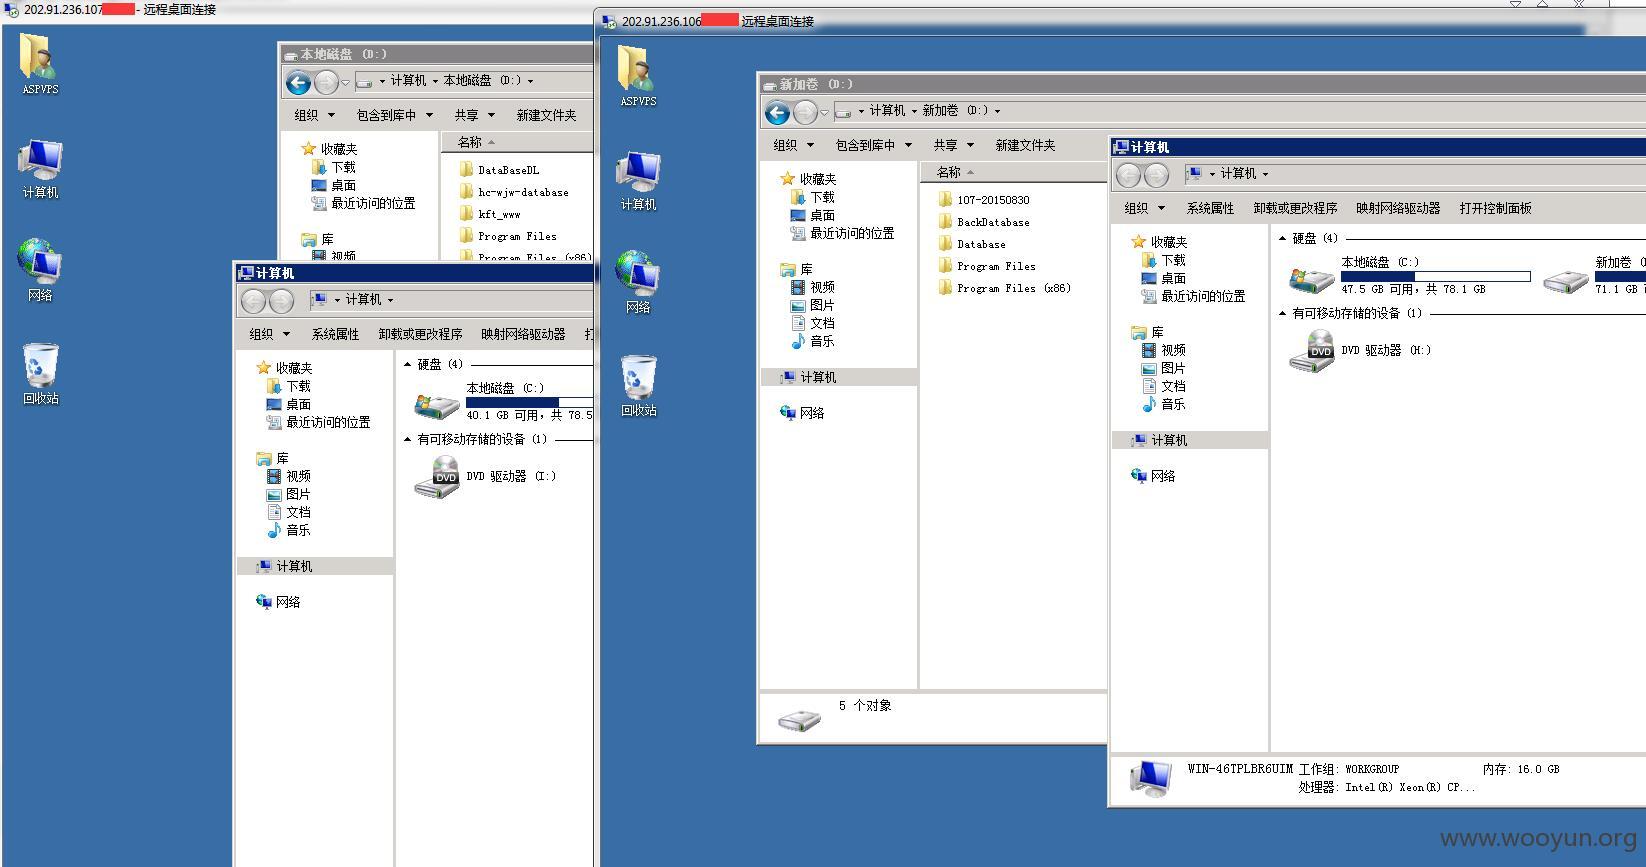 202.91.236.107 - 远程桌面连接
ASPVPS
计算机
网络
回收站
本地磁盘 (D:)
计算机 本地磁盘 (D:)
组织 包含到库中 共享 新建文件夹
收藏夹
下载
桌面
最近访问的位置
库
视频
名称
DataBaseDL
hc-wjw-database
kft_www
Program Files
Program Files (x86)
计算机
计算机
组织 系统属性 卸载或更改程序 映射网络驱动器 打
收藏夹
下载
桌面
最近访问的位置
库
视频
图片
文档
音乐
计算机
网络
硬盘 (4)
本地磁盘 (C:)
40.1 GB 可用，共 78.5
有可移动存储的设备 (1)
DVD 驱动器 (I:)
202.91.236.106 远程桌面连接
ASPVPS
计算机
网络
回收站
新加卷 (D:)
计算机 新加卷 (D:)
组织 包含到库中 共享 新建文件夹
收藏夹
下载
桌面
最近访问的位置
库
视频
图片
文档
音乐
计算机
网络
名称
107-20150830
BackDatabase
Database
Program Files
Program Files (x86)
5 个对象
计算机
计算机
组织 系统属性 卸载或更改程序 映射网络驱动器 打开控制面板
收藏夹
下载
桌面
最近访问的位置
库
视频
图片
文档
音乐
计算机
网络
硬盘 (4)
本地磁盘 (C:)
47.5 GB 可用，共 78.1 GB
新加卷
71.1 GB
有可移动存储的设备 (1)
DVD 驱动器 (H:)
WIN-46TPLBR6UIM 工作组: WORKGROUP 内存: 16.0 GB
处理器: Intel(R) Xeon(R) CP...
www.wooyun.org